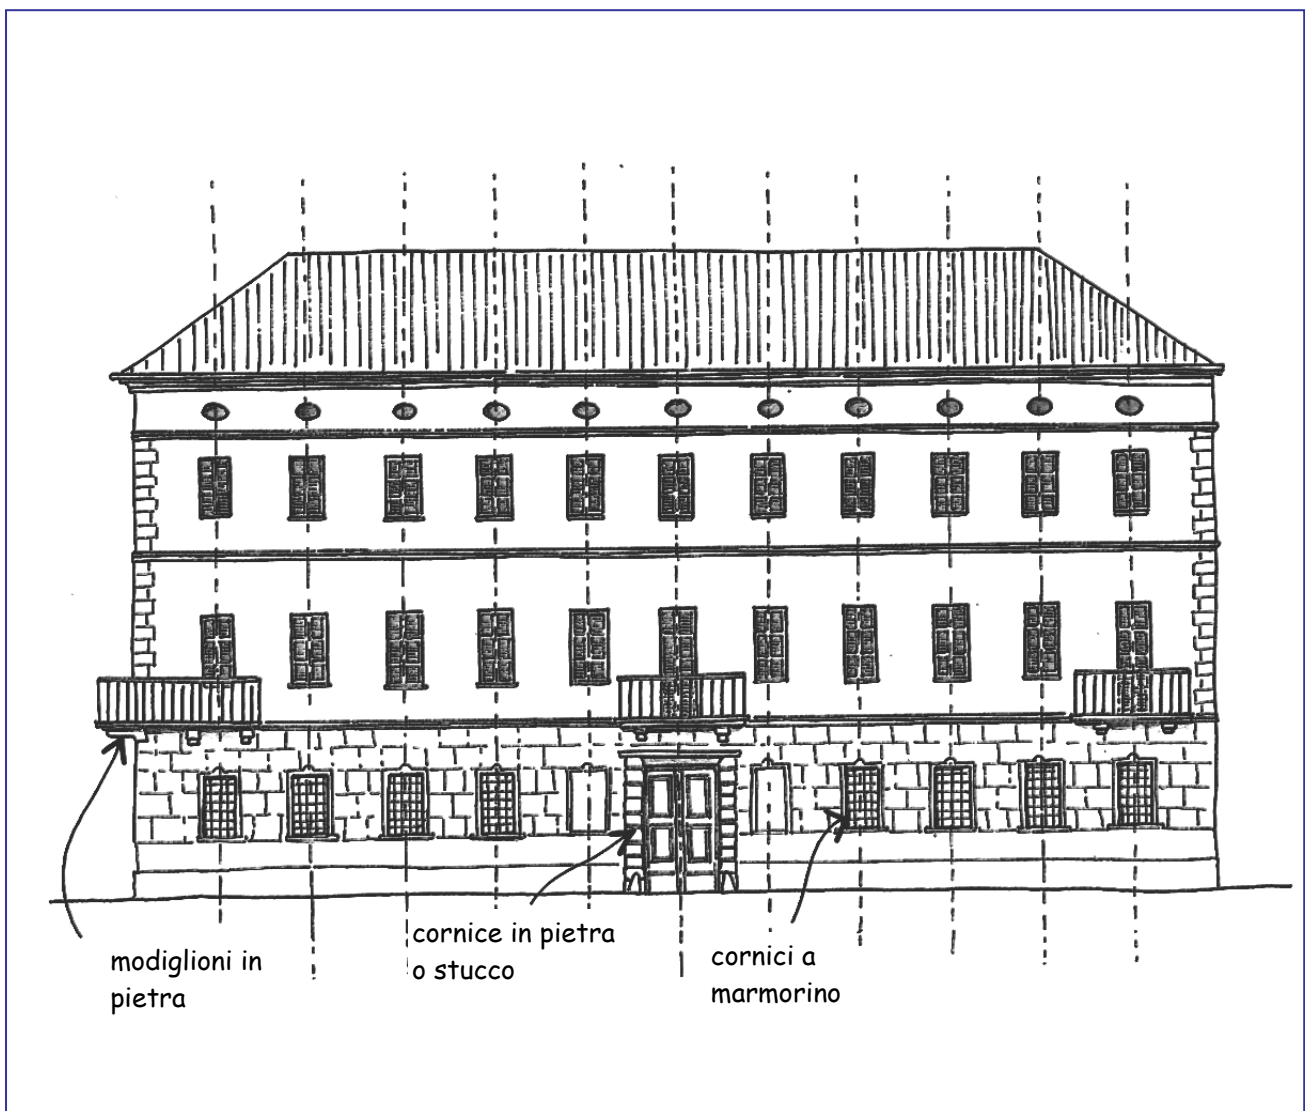 modiglioni in
pietra
cornice in pietra
o stucco
cornici a
marmorino